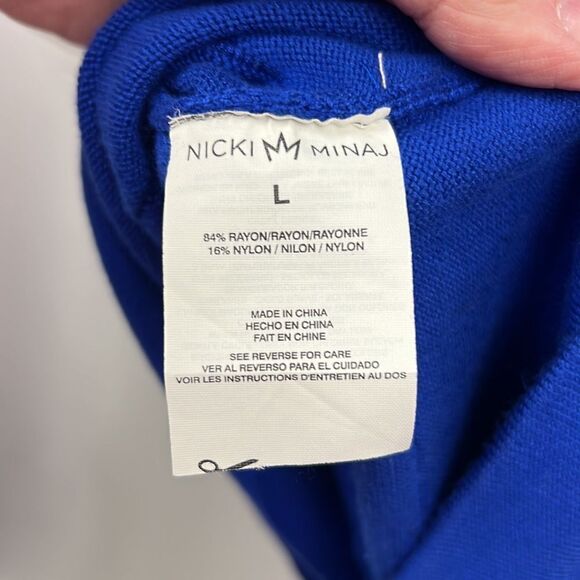 NICKI MINAJ
L
84% RAYON/RAYON/RAYONNE
16% NYLON / NILON / NYLON
MADE IN CHINA
HECHO EN CHINA
FAIT EN CHINE
SEE REVERSE FOR CARE
VER AL REVERSO PARA EL CUIDADO
VOIR LES INSTRUCTIONS D'ENTRETIEN AU DOS